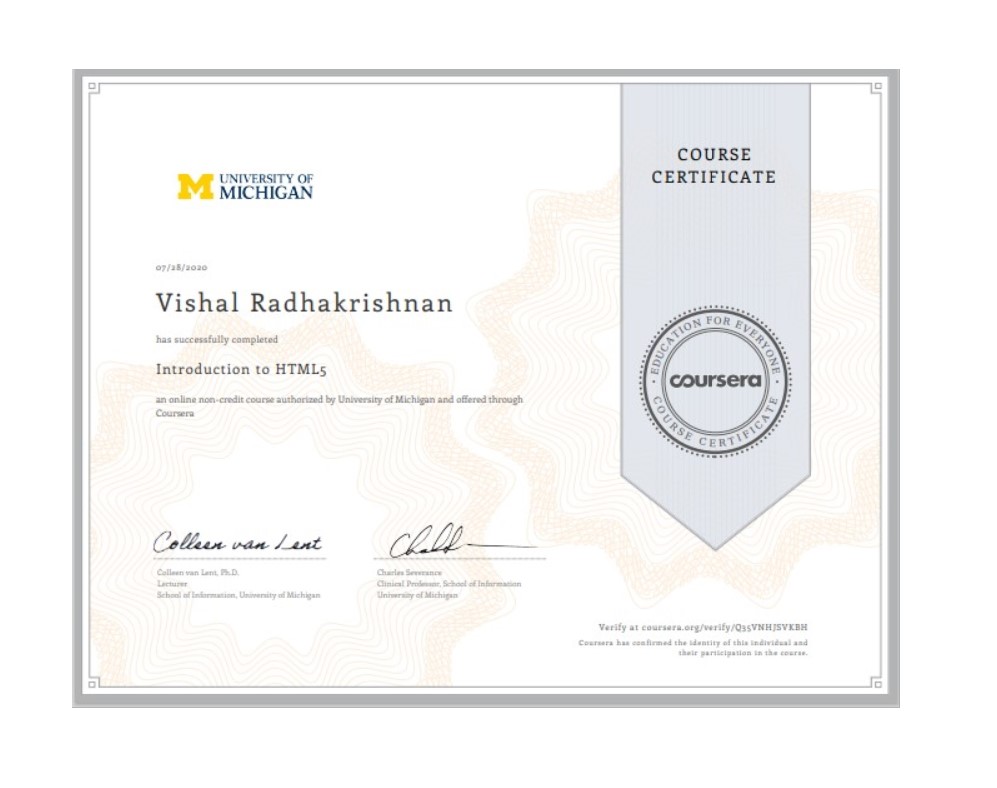 COURSE
CERTIFICATE
UNIVERSITY OF
MICHIGAN
07/28/2020
Vishal Radhakrishnan
has successfully completed
Introduction to HTML5
an online non-credit course authorized by University of Michigan and offered through
Coursera
EDUCATION FOR EVERYONE
coursera
COURSE CERTIFICATE
Colleen van Lent
Colleen van Lent, Ph.D.
Lecturer
School of Information, University of Michigan
Charles Severance
Clinical Professor, School of Information
University of Michigan
Verify at coursera.org/verify/Q35VNHJSVKBH
Coursera has confirmed the identity of this individual and
their participation in the course.